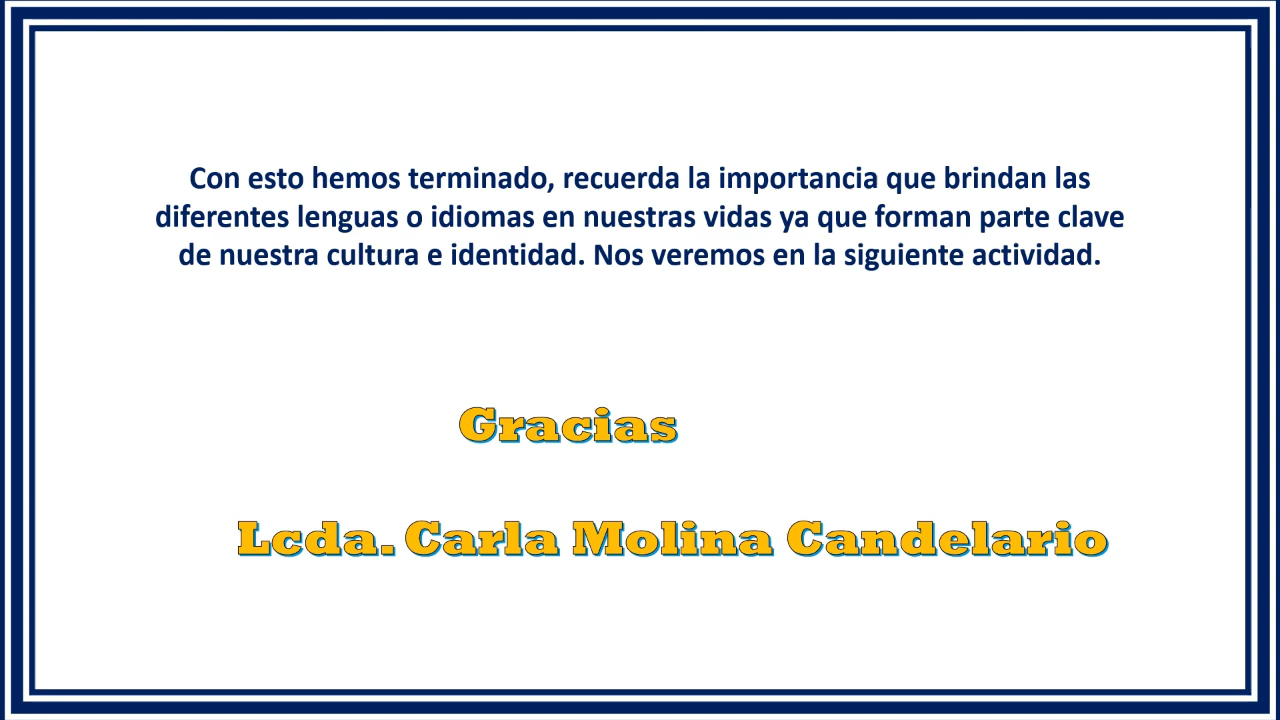 Con esto hemos terminado, recuerda la importancia que brindan las
diferentes lenguas o idiomas en nuestras vidas ya que forman parte clave
de nuestra cultura e identidad. Nos veremos en la siguiente actividad.
Gracias
Lcda. Carla Molina Candelario